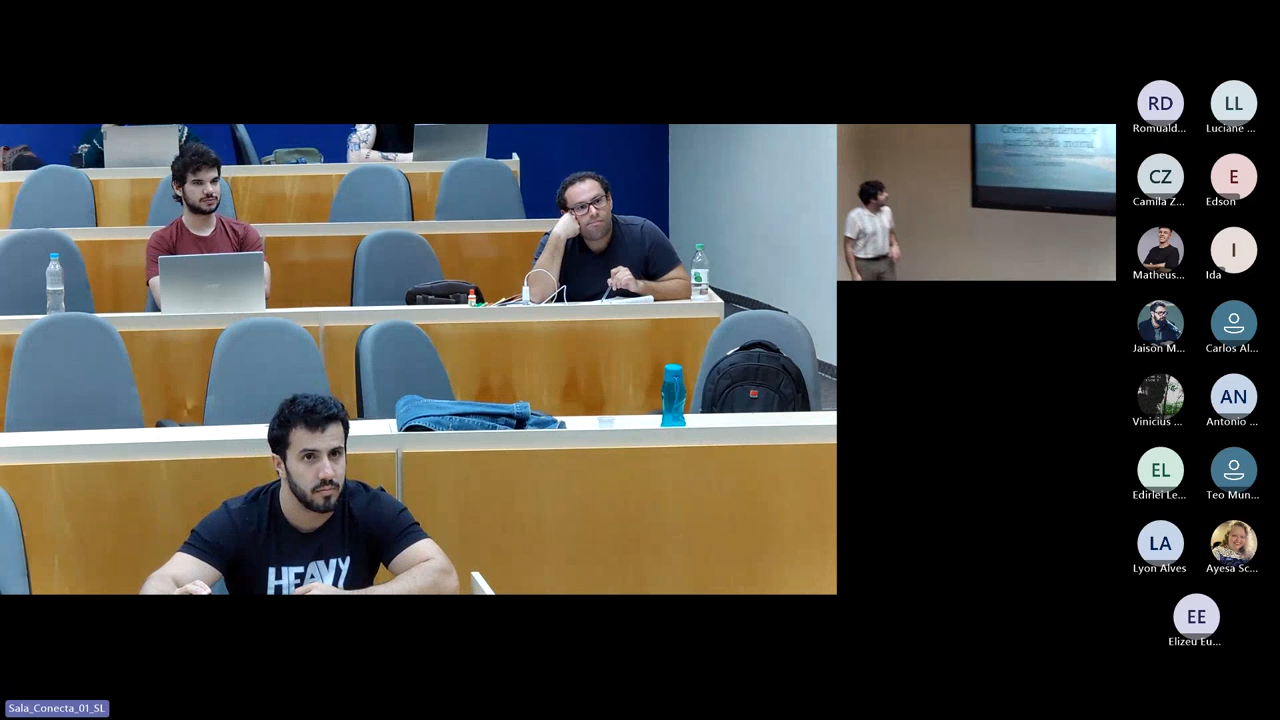 RD
LL
Romuald...
Luciane ...
CZ
E
Camila Z...
Edson
I
Matheus...
Ida
Jaison M...
Carlos Al...
AN
Vinicius ...
Antonio ...
EL
Edirlei Le...
Teo Mun...
LA
Lyon Alves
Ayesa Sc...
EE
Elizeu Eu...
HEAVY
Sala_Conecta_01_SL